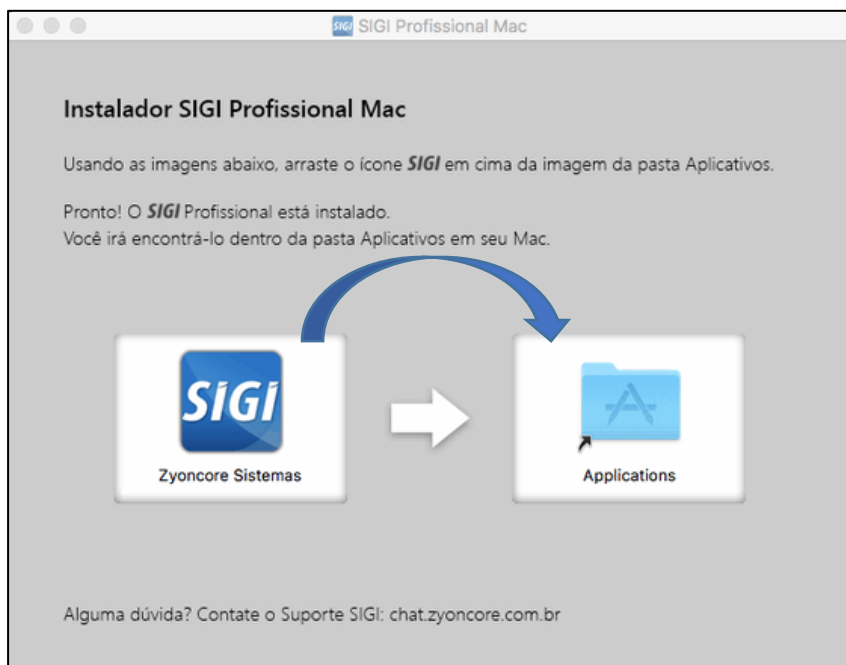 SIGI SIGI Profissional Mac
Instalador SIGI Profissional Mac
Usando as imagens abaixo, arraste o ícone SIGI em cima da imagem da pasta Aplicativos.
Pronto! O SIGI Profissional está instalado.
Você irá encontrá-lo dentro da pasta Aplicativos em seu Mac.
SIGI
Zyoncore Sistemas
Applications
Alguma dúvida? Contate o Suporte SIGI: chat.zyoncore.com.br